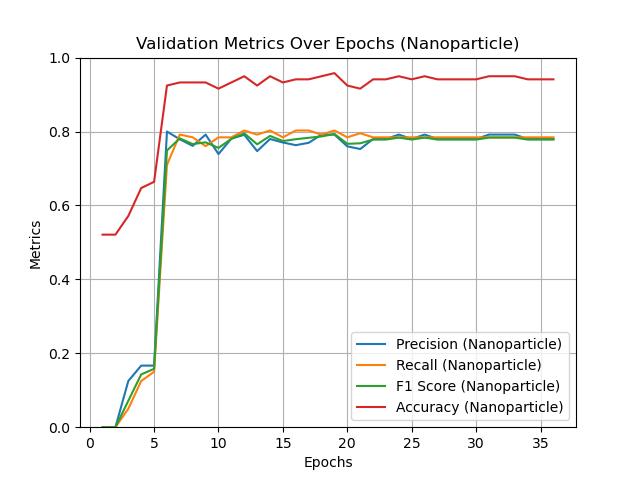 Validation Metrics Over Epochs (Nanoparticle)
1.0
0.8
0.6
0.4
0.2
0.0
Metrics
Precision (Nanoparticle)
Recall (Nanoparticle)
F1 Score (Nanoparticle)
Accuracy (Nanoparticle)
0 5 10 15 20 25 30 35
Epochs